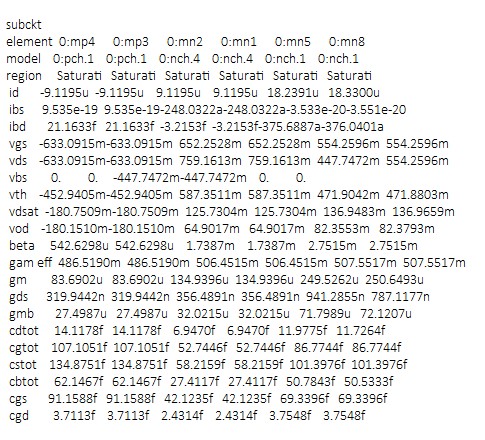 subckt
element 0:mp4 0:mp3 0:mn2 0:mn1 0:mn5 0:mn8
model 0:pch.1 0:pch.1 0:nch.4 0:nch.4 0:nch.1 0:nch.1
region Saturati Saturati Saturati Saturati Saturati Saturati
id -9.1195u -9.1195u 9.1195u 9.1195u 18.2391u 18.3300u
ibs 9.535e-19 9.535e-19-248.0322a-248.0322a-3.533e-20-3.551e-20
ibd 21.1633f 21.1633f -3.2153f -3.2153f-375.6887a-376.0401a
vgs -633.0915m-633.0915m 652.2528m 652.2528m 554.2596m 554.2596m
vds -633.0915m-633.0915m 759.1613m 759.1613m 447.7472m 554.2596m
vbs 0. 0. -447.7472m-447.7472m 0. 0.
vth -452.9405m-452.9405m 587.3511m 587.3511m 471.9042m 471.8803m
vdsat -180.7509m-180.7509m 125.7304m 125.7304m 136.9483m 136.9659m
vod -180.1510m-180.1510m 64.9017m 64.9017m 82.3553m 82.3793m
beta 542.6298u 542.6298u 1.7387m 1.7387m 2.7515m 2.7515m
gam eff 486.5190m 486.5190m 506.4515m 506.4515m 507.5517m 507.5517m
gm 83.6902u 83.6902u 134.9396u 134.9396u 249.5262u 250.6493u
gds 319.9442n 319.9442n 356.4891n 356.4891n 941.2855n 787.1177n
gmb 27.4987u 27.4987u 32.0215u 32.0215u 71.7989u 72.1207u
cdtot 14.1178f 14.1178f 6.9470f 6.9470f 11.9775f 11.7264f
cgtot 107.1051f 107.1051f 52.7446f 52.7446f 86.7744f 86.7744f
cstot 134.8751f 134.8751f 58.2159f 58.2159f 101.3976f 101.3976f
cbtot 62.1467f 62.1467f 27.4117f 27.4117f 50.7843f 50.5333f
cgs 91.1588f 91.1588f 42.1235f 42.1235f 69.3396f 69.3396f
cgd 3.7113f 3.7113f 2.4314f 2.4314f 3.7548f 3.7548f